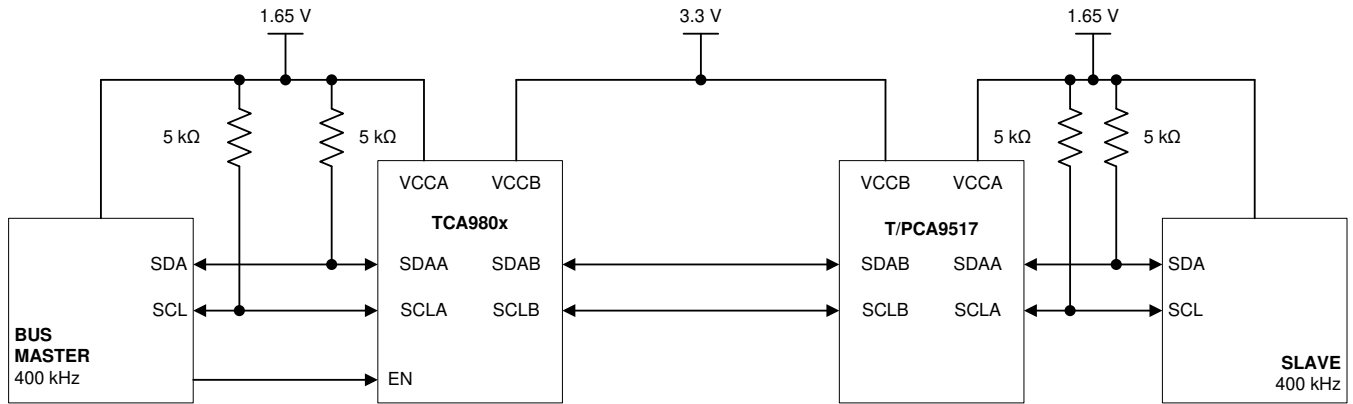 1.65 V
3.3 V
1.65 V
5 kΩ
5 kΩ
5 kΩ
5 kΩ
VCCA
VCCB
VCCB
VCCA
TCA980x
T/PCA9517
SDA
SDAA
SDAB
SDAB
SDAA
SDA
SCL
SCLA
SCLB
SCLB
SCLA
SCL
BUS
MASTER
400 kHz
EN
SLAVE
400 kHz